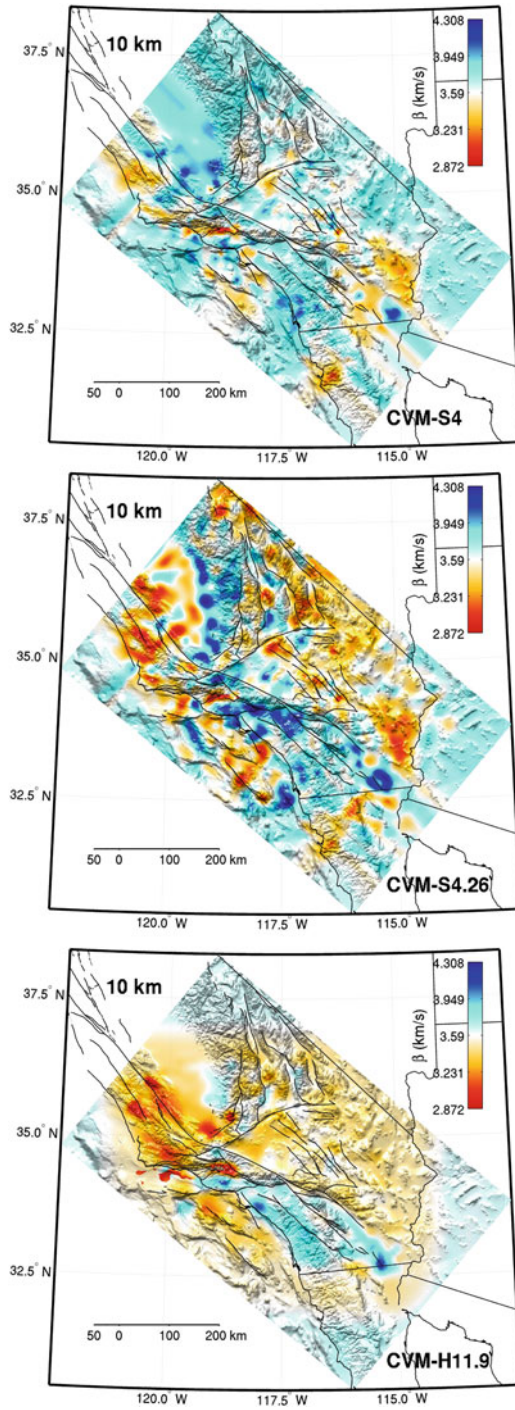 10 km
37.5° N
35.0° N
32.5° N
β (km/s)
4.308
3.949
3.59
3.231
2.872
50 0 100 200 km
CVM-S4
120.0° W
117.5° W
115.0° W
10 km
37.5° N
35.0° N
32.5° N
β (km/s)
4.308
3.949
3.59
3.231
2.872
50 0 100 200 km
CVM-S4.26
120.0° W
117.5° W
115.0° W
10 km
37.5° N
35.0° N
32.5° N
β (km/s)
4.308
3.949
3.59
3.231
2.872
50 0 100 200 km
CVM-H11.9
120.0° W
117.5° W
115.0° W